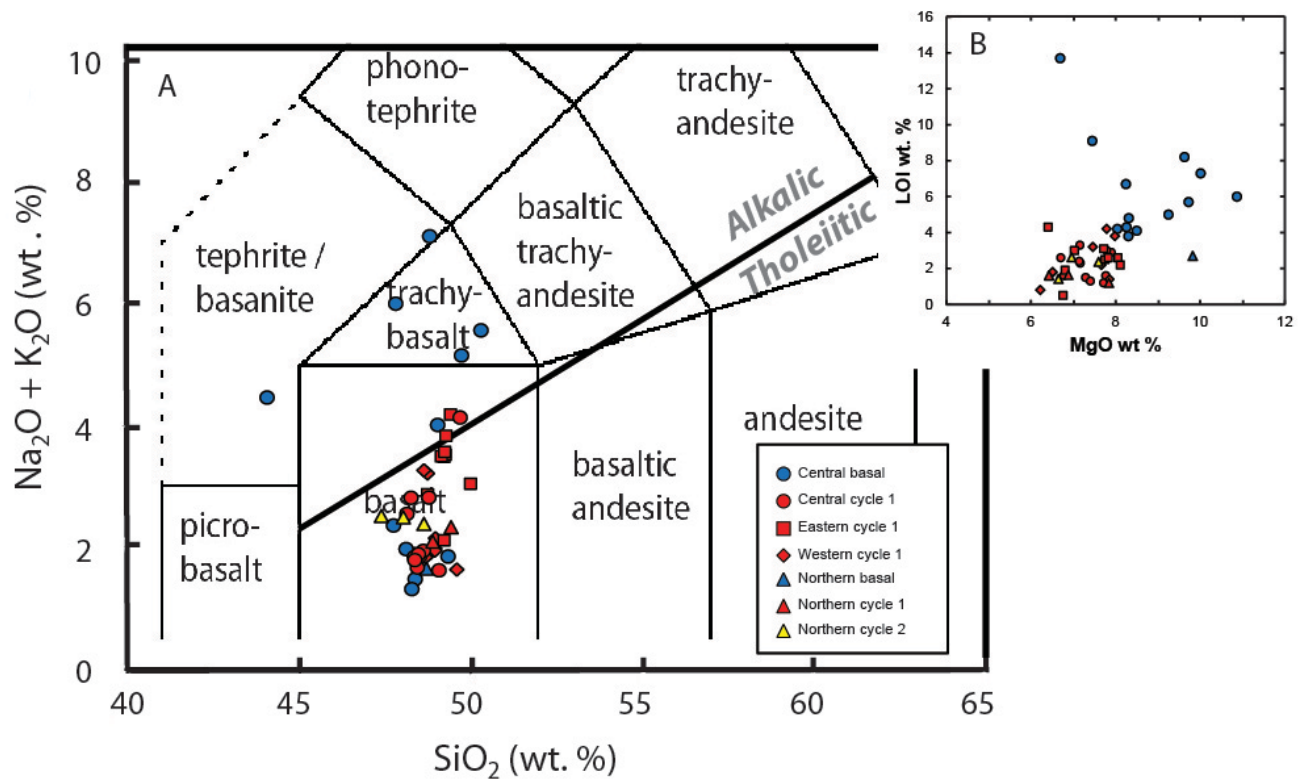 A
phono-
tephrite
trachy-
andesite
tephrite /
basanite
basaltic
trachy-
andesite
trachy-
basalt
Alkalic
Tholeiitic
picro-
basalt
basalt
basaltic
andesite
andesite
10
8
6
4
2
0
Na₂O + K₂O (wt. %)
40
45
50
55
60
65
SiO₂ (wt. %)
Central basal
Central cycle 1
Eastern cycle 1
Western cycle 1
Northern basal
Northern cycle 1
Northern cycle 2
B
16
14
12
10
8
6
4
2
0
LOI wt. %
4
6
8
10
12
MgO wt %